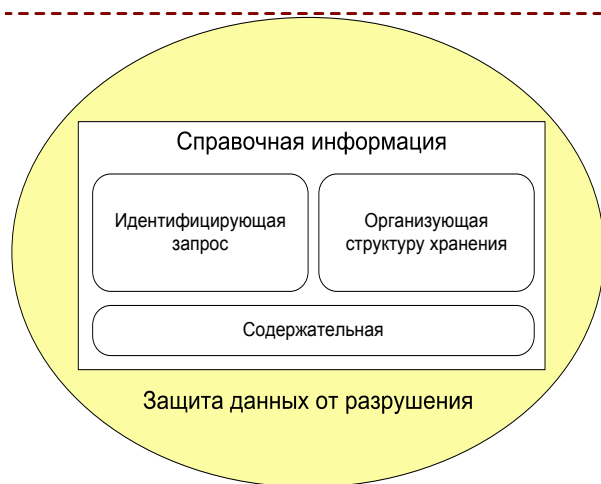 Справочная информация
Идентифицирующая
запрос
Организующая
структуру хранения
Содержательная
Защита данных от разрушения